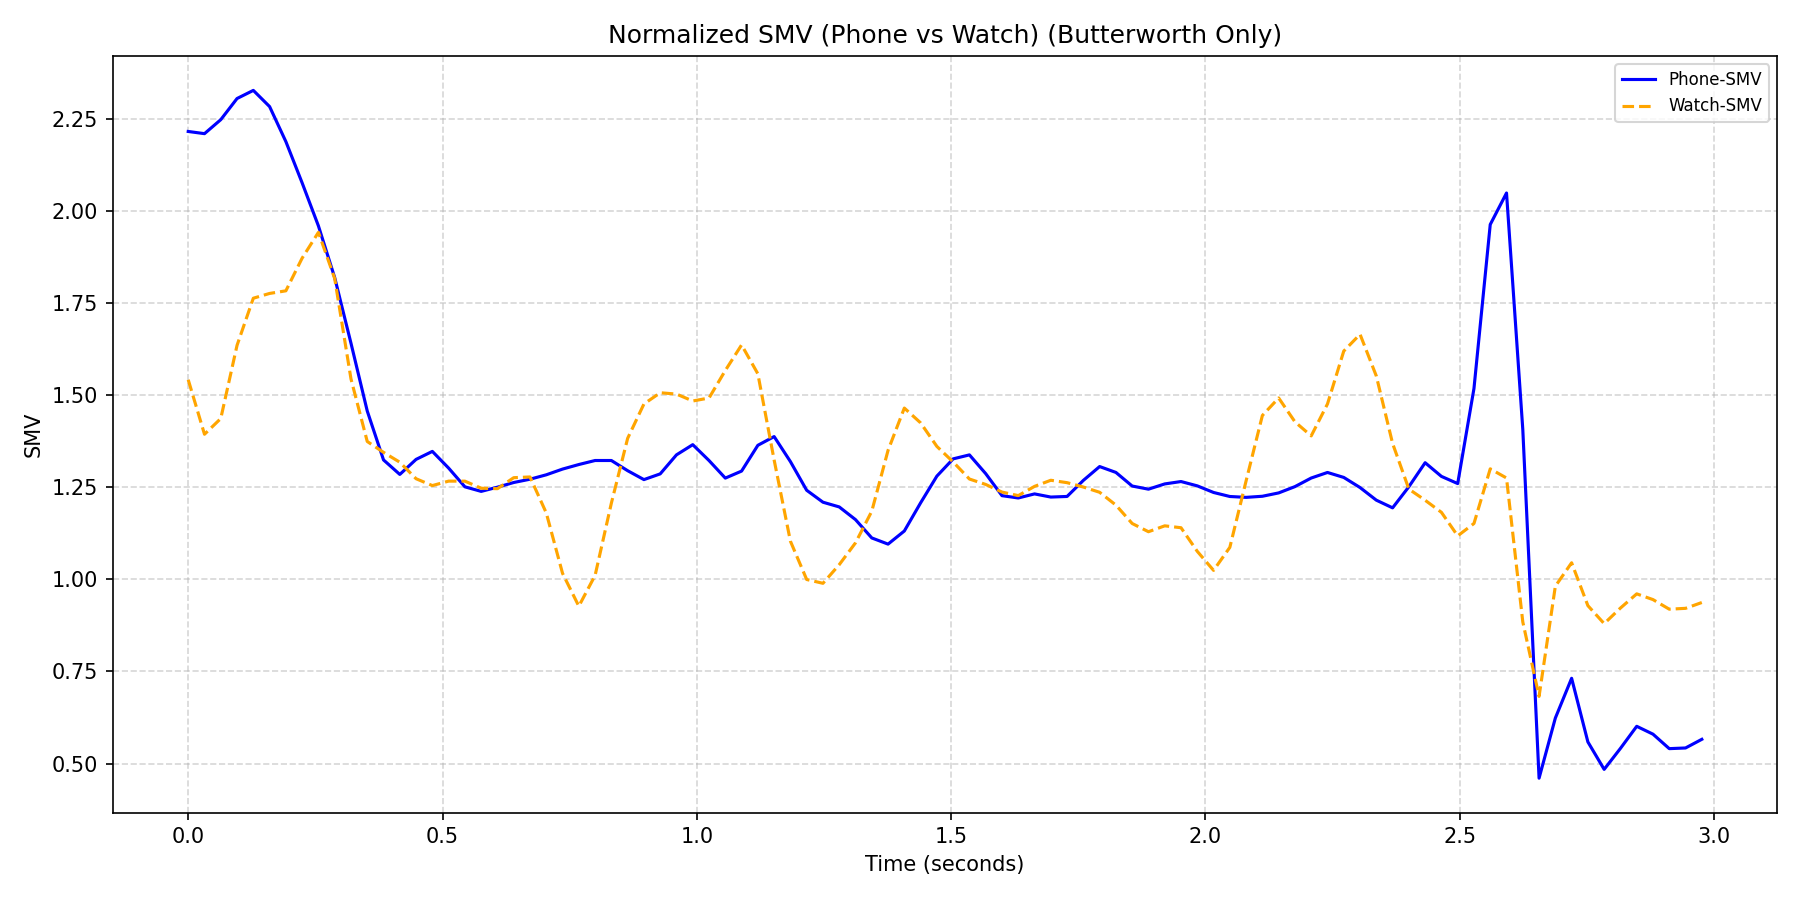 Normalized SMV (Phone vs Watch) (Butterworth Only)
Phone-SMV
Watch-SMV
2.25
2.00
1.75
1.50
1.25
1.00
0.75
0.50
SMV
0.0 0.5 1.0 1.5 2.0 2.5 3.0
Time (seconds)